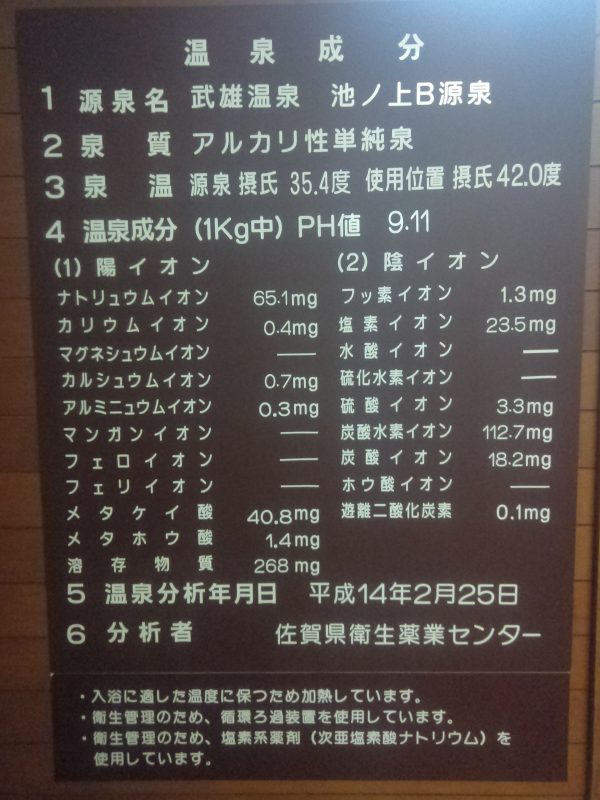 温泉成分
1 源泉名 武雄温泉 池ノ上B源泉
2 泉質 アルカリ性単純泉
3 泉温 源泉 摂氏 35.4度 使用位置 摂氏 42.0度
4 温泉成分 (1Kg中) PH値 9.11
(1) 陽イオン
ナトリュウムイオン 65.1mg
カリウムイオン 0.4mg
マグネシュウムイオン ―
カルシュウムイオン 0.7mg
アルミニュウムイオン 0.3mg
マンガンイオン ―
フェロイオン ―
フェリイオン ―
メタケイ酸 40.8mg
メタホウ酸 1.4mg
溶存物質 268mg
(2) 陰イオン
フッ素イオン 1.3mg
塩素イオン 23.5mg
水酸イオン ―
硫化水素イオン ―
硫酸イオン 3.3mg
炭酸水素イオン 112.7mg
炭酸イオン 18.2mg
ホウ酸イオン ―
遊離二酸化炭素 0.1mg
5 温泉分析年月日 平成14年2月25日
6 分析者 佐賀県衛生薬業センター
・入浴に適した温度に保つため加熱しています。
・衛生管理のため、循環ろ過装置を使用しています。
・衛生管理のため、塩素系薬剤(次亜塩素酸ナトリウム)を
使用しています。